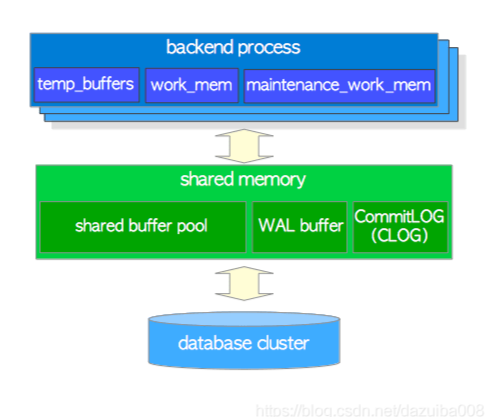 backend process
temp_buffers work_mem maintenance_work_mem
shared memory
shared buffer pool WAL buffer CommitLOG
(CLOG)
database cluster
https://blog.csdn.net/dazuiba008